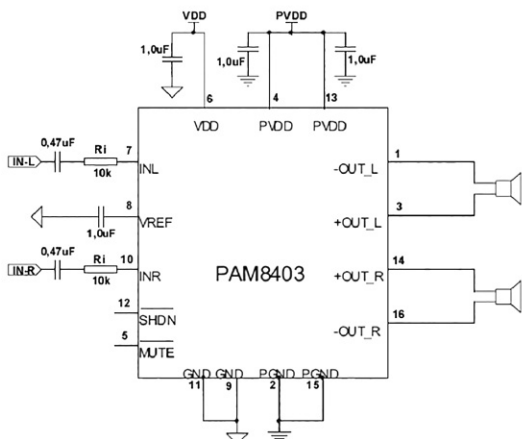 VDD PVDD
1,0uF 1,0uF 1,0uF
6 4 13
VDD PVDD PVDD
0,47uF Ri 7 1
IN-L 10k INL -OUT_L
8 3
VREF +OUT_L
1,0uF
0,47uF Ri 10 14
IN-R 10k INR PAM8403 +OUT_R
12 16
SHDN -OUT_R
5
MUTE
GND GND PGND PGND
11 9 2 15